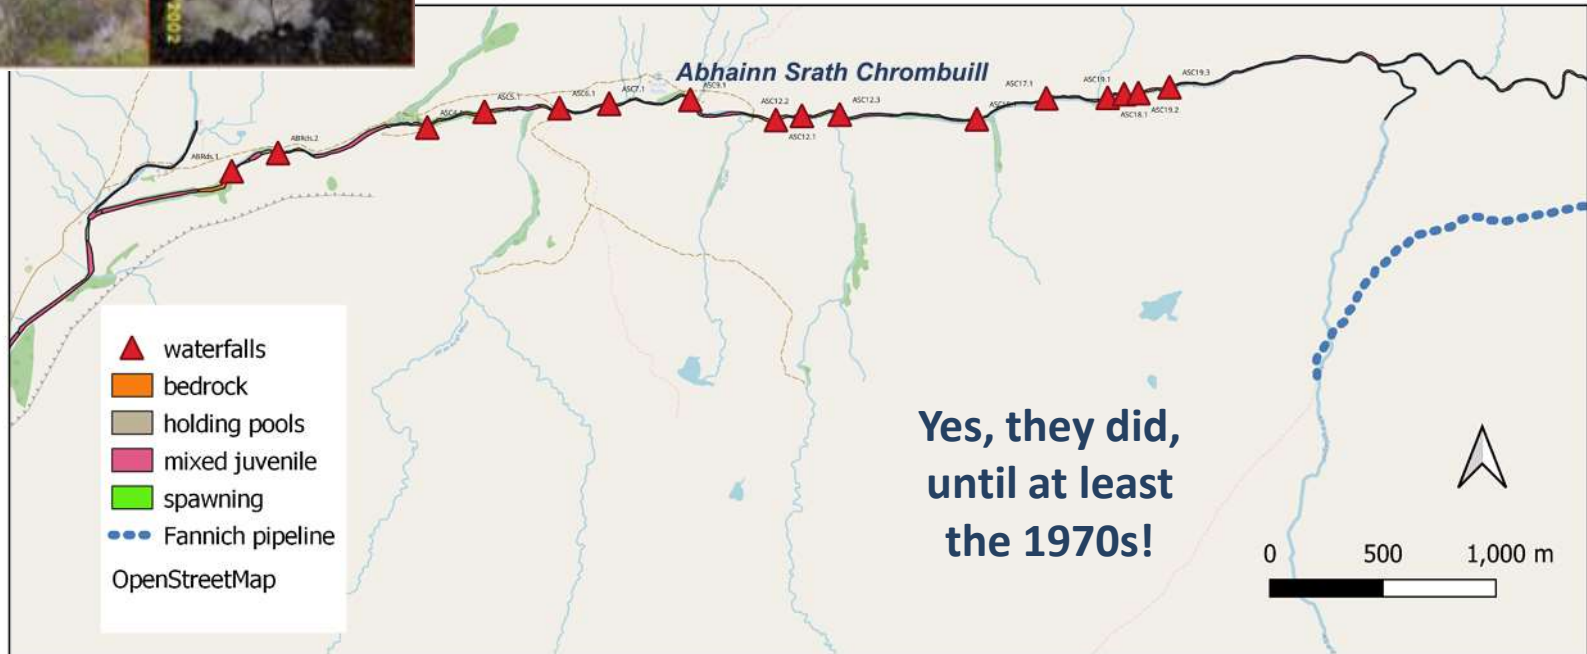 2002
Abhainn Srath Chrombuill
ABRds.1
ABRds.2
ASC5.1
ASC6.1
ASC7.1
ASC9.1
ASC12.2
ASC12.1
ASC12.3
ASC17.1
ASC19.1
ASC18.1
ASC19.2
ASC19.3
waterfalls
bedrock
holding pools
mixed juvenile
spawning
Fannich pipeline
OpenStreetMap
Yes, they did,
until at least
the 1970s!
0 500 1,000 m